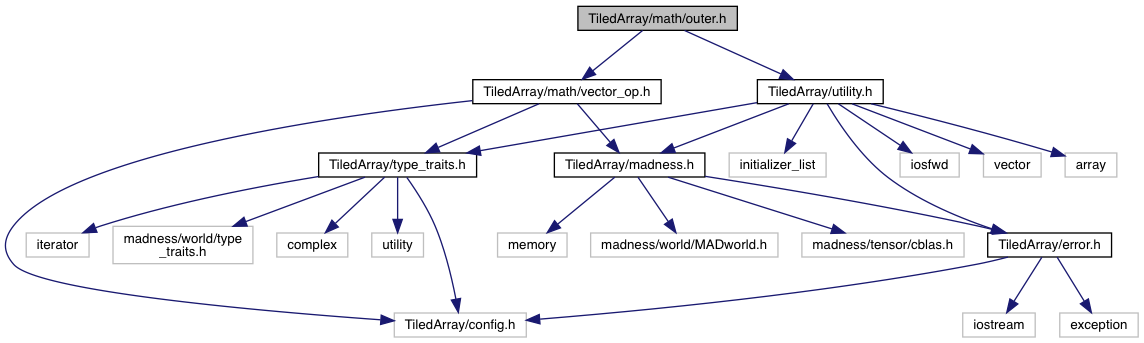 TiledArray/math/outer.h
TiledArray/math/vector_op.h
TiledArray/utility.h
TiledArray/type_traits.h
TiledArray/madness.h
initializer_list
iosfwd
vector
array
iterator
madness/world/type
_traits.h
complex
utility
memory
madness/world/MADworld.h
madness/tensor/cblas.h
TiledArray/error.h
TiledArray/config.h
iostream
exception